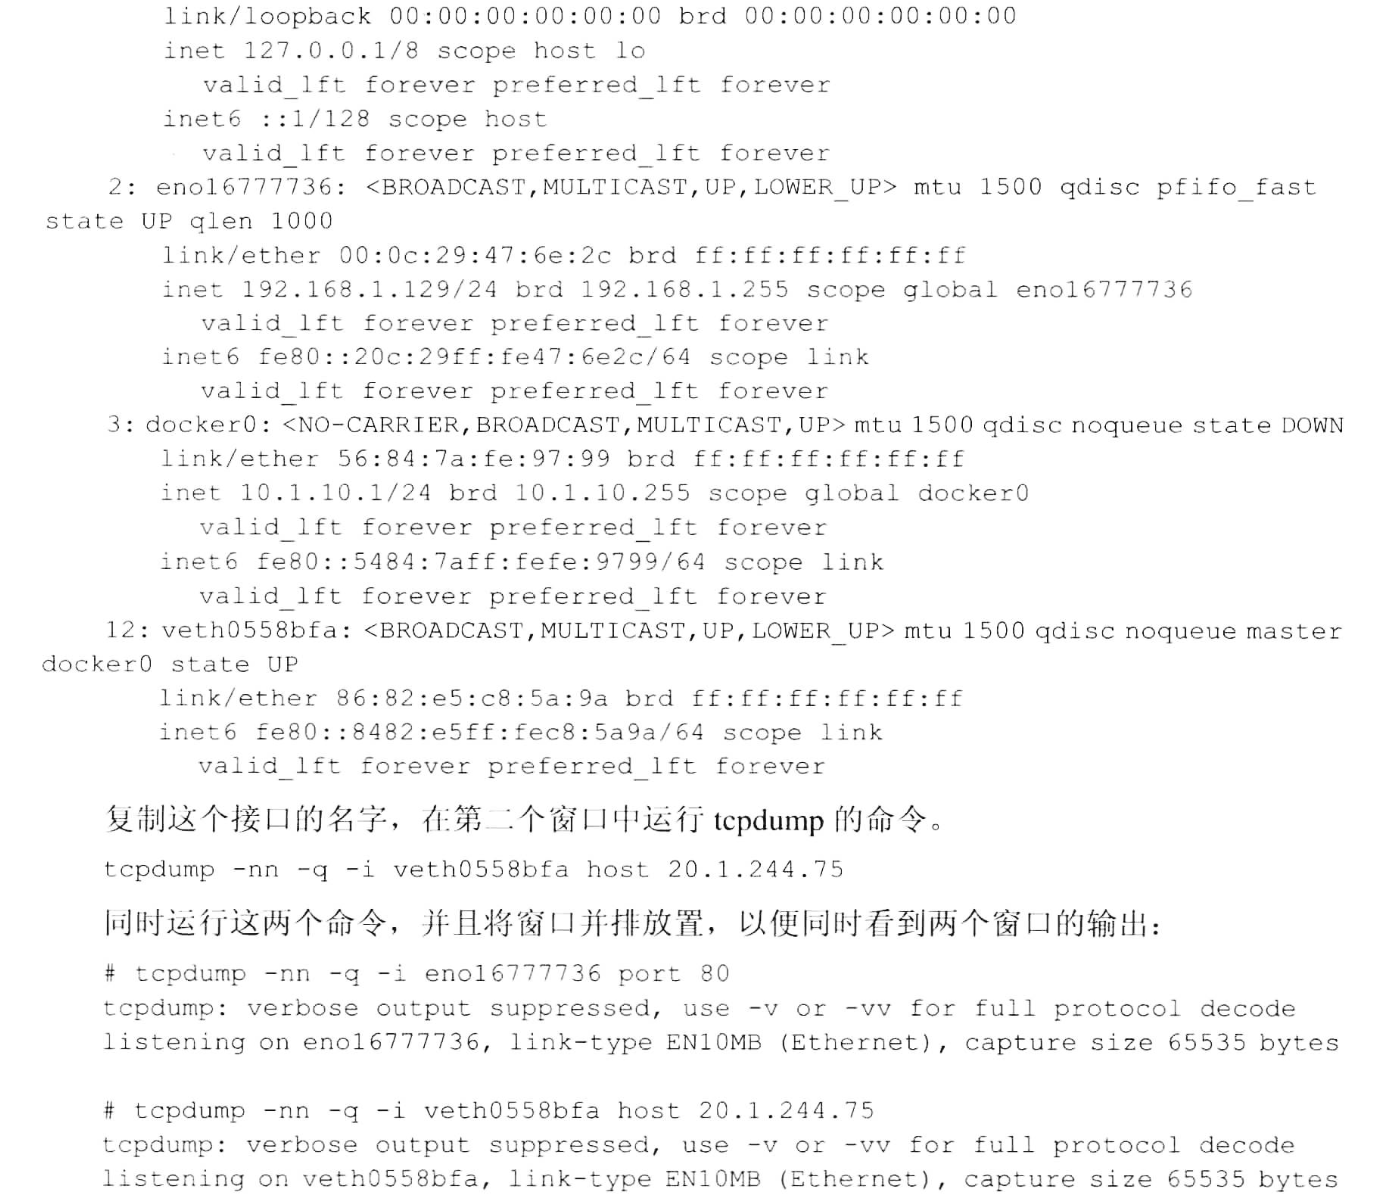 link/loopback 00:00:00:00:00:00 brd 00:00:00:00:00:00
inet 127.0.0.1/8 scope host lo
valid_lft forever preferred_lft forever
inet6 ::1/128 scope host
valid_lft forever preferred_lft forever
2: eno16777736: <BROADCAST,MULTICAST,UP,LOWER_UP> mtu 1500 qdisc pfifo_fast
state UP qlen 1000
link/ether 00:0c:29:47:6e:2c brd ff:ff:ff:ff:ff:ff
inet 192.168.1.129/24 brd 192.168.1.255 scope global eno16777736
valid_lft forever preferred_lft forever
inet6 fe80::20c:29ff:fe47:6e2c/64 scope link
valid_lft forever preferred_lft forever
3: docker0: <NO-CARRIER,BROADCAST,MULTICAST,UP> mtu 1500 qdisc noqueue state DOWN
link/ether 56:84:7a:fe:97:99 brd ff:ff:ff:ff:ff:ff
inet 10.1.10.1/24 brd 10.1.10.255 scope global docker0
valid_lft forever preferred_lft forever
inet6 fe80::5484:7aff:fefe:9799/64 scope link
valid_lft forever preferred_lft forever
12: veth0558bfa: <BROADCAST,MULTICAST,UP,LOWER_UP> mtu 1500 qdisc noqueue master
docker0 state UP
link/ether 86:82:e5:c8:5a:9a brd ff:ff:ff:ff:ff:ff
inet6 fe80::8482:e5ff:fec8:5a9a/64 scope link
valid_lft forever preferred_lft forever
复制这个接口的名字，在第二个窗口中运行 tcpdump 的命令。
tcpdump -nn -q -i veth0558bfa host 20.1.244.75
同时运行这两个命令，并且将窗口并排放置，以便同时看到两个窗口的输出：
# tcpdump -nn -q -i eno16777736 port 80
tcpdump: verbose output suppressed, use -v or -vv for full protocol decode
listening on eno16777736, link-type EN10MB (Ethernet), capture size 65535 bytes
# tcpdump -nn -q -i veth0558bfa host 20.1.244.75
tcpdump: verbose output suppressed, use -v or -vv for full protocol decode
listening on veth0558bfa, link-type EN10MB (Ethernet), capture size 65535 bytes